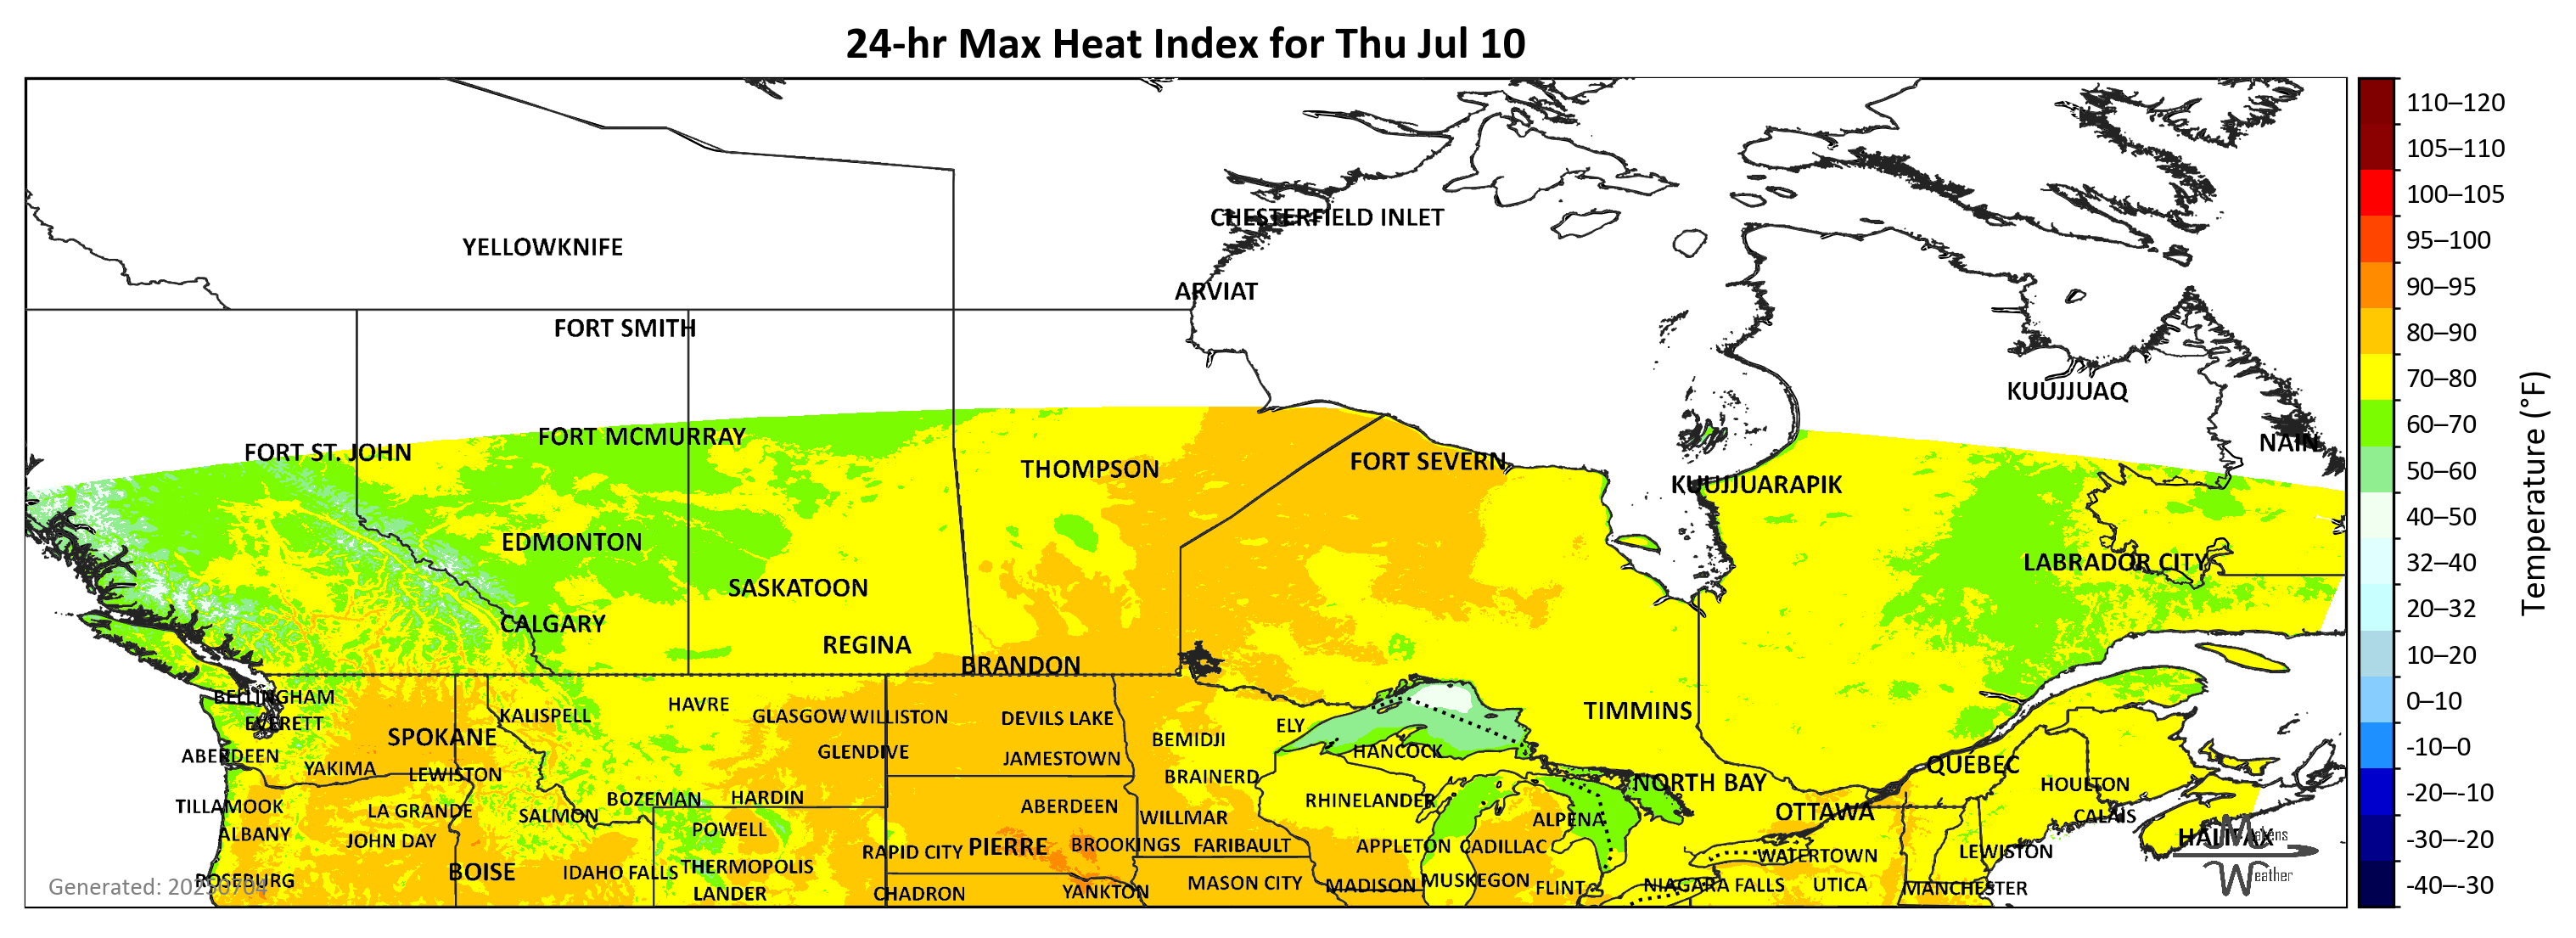 24-hr Max Heat Index for Thu Jul 10
110–120
105–110
100–105
95–100
90–95
80–90
70–80
60–70
50–60
40–50
32–40
20–32
10–20
0–10
-10–0
-20–-10
-30–-20
-40–-30
Temperature (°F)
CHESTERFIELD INLET
YELLOWKNIFE
ARVIAT
FORT SMITH
KUUJJUAQ
FORT MCMURRAY
NAIN
FORT ST. JOHN
FORT SEVERN
THOMPSON
KUUJJUARAPIK
EDMONTON
LABRADOR CITY
SASKATOON
CALGARY
REGINA
BRANDON
BELLINGHAM
HAVRE
TIMMINS
KALISPELL
GLASGOW WILLISTON
DEVILS LAKE
EVERETT
ELY
SPOKANE
BEMIDJI
GLENDIVE
HANCOCK
ABERDEEN
JAMESTOWN
QUÉBEC
YAKIMA
LEWISTON
BRAINERD
NORTH BAY
HOULTON
BOZEMAN
HARDIN
RHINELANDER
TILLAMOOK
LA GRANDE
ABERDEEN
SALMON
WILLMAR
OTTAWA
CALAIS
ALPENA
POWELL
ALBANY
JOHN DAY
HALIFAX
Makens
Weather
PIERRE
BROOKINGS
FARIBAULT
APPLETON
CADILLAC
RAPID CITY
LEWISTON
WATERTOWN
THERMOPOLIS
BOISE
IDAHO FALLS
ROSEBURG
MASON CITY
MADISON
MUSKEGON
FLINT
NIAGARA FALLS
UTICA
MANCHESTER
LANDER
CHADRON
YANKTON
Generated: 20250704